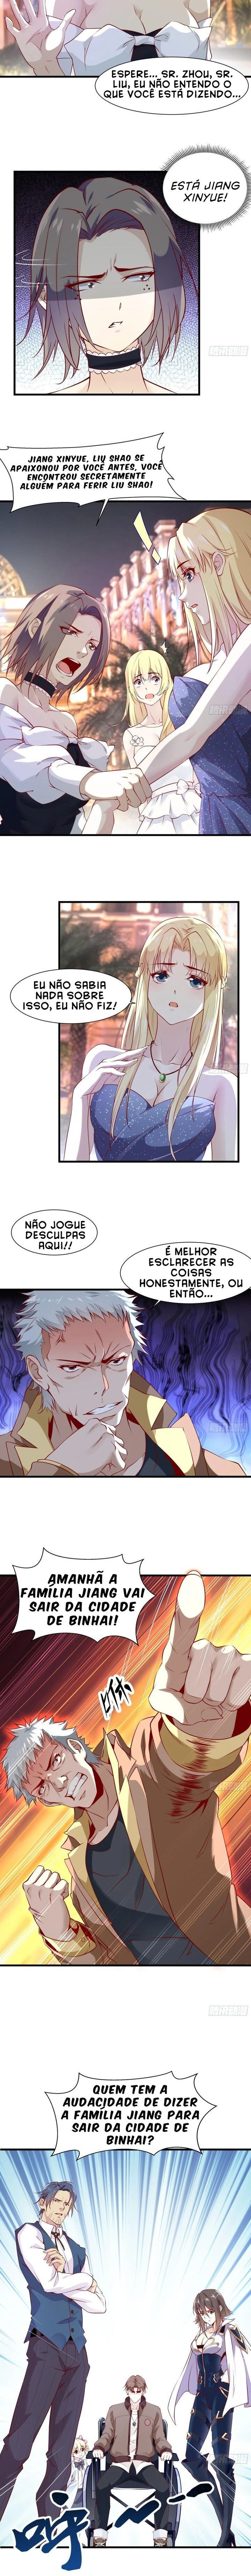 ESPERE... SR. ZHOU, SR.
LIU, EU NÃO ENTENDO O
QUE VOCÊ ESTÁ DIZENDO...
ESTÁ JIANG
XINYUE!
JIANG XINYUE, LIU SHAO SE
APAIXONOU POR VOCÊ ANTES, VOCÊ
ENCONTROU SECRETAMENTE
ALGUÉM PARA FERIR LIU SHAO!
EU NÃO SABIA
NADA SOBRE
ISSO, EU NÃO FIZ!
NÃO JOGUE
DESCULPAS
AQUI!!
É MELHOR
ESCLARECER AS
COISAS
HONESTAMENTE, OU
ENTÃO...
AMANHÃ A
FAMÍLIA JIANG VAI
SAIR DA CIDADE
DE BINHAI!
咻
QUEM TEM A
AUDACIDADE DE DIZER
A FAMÍLIA JIANG PARA
SAIR DA CIDADE DE
BINHAI?
呼